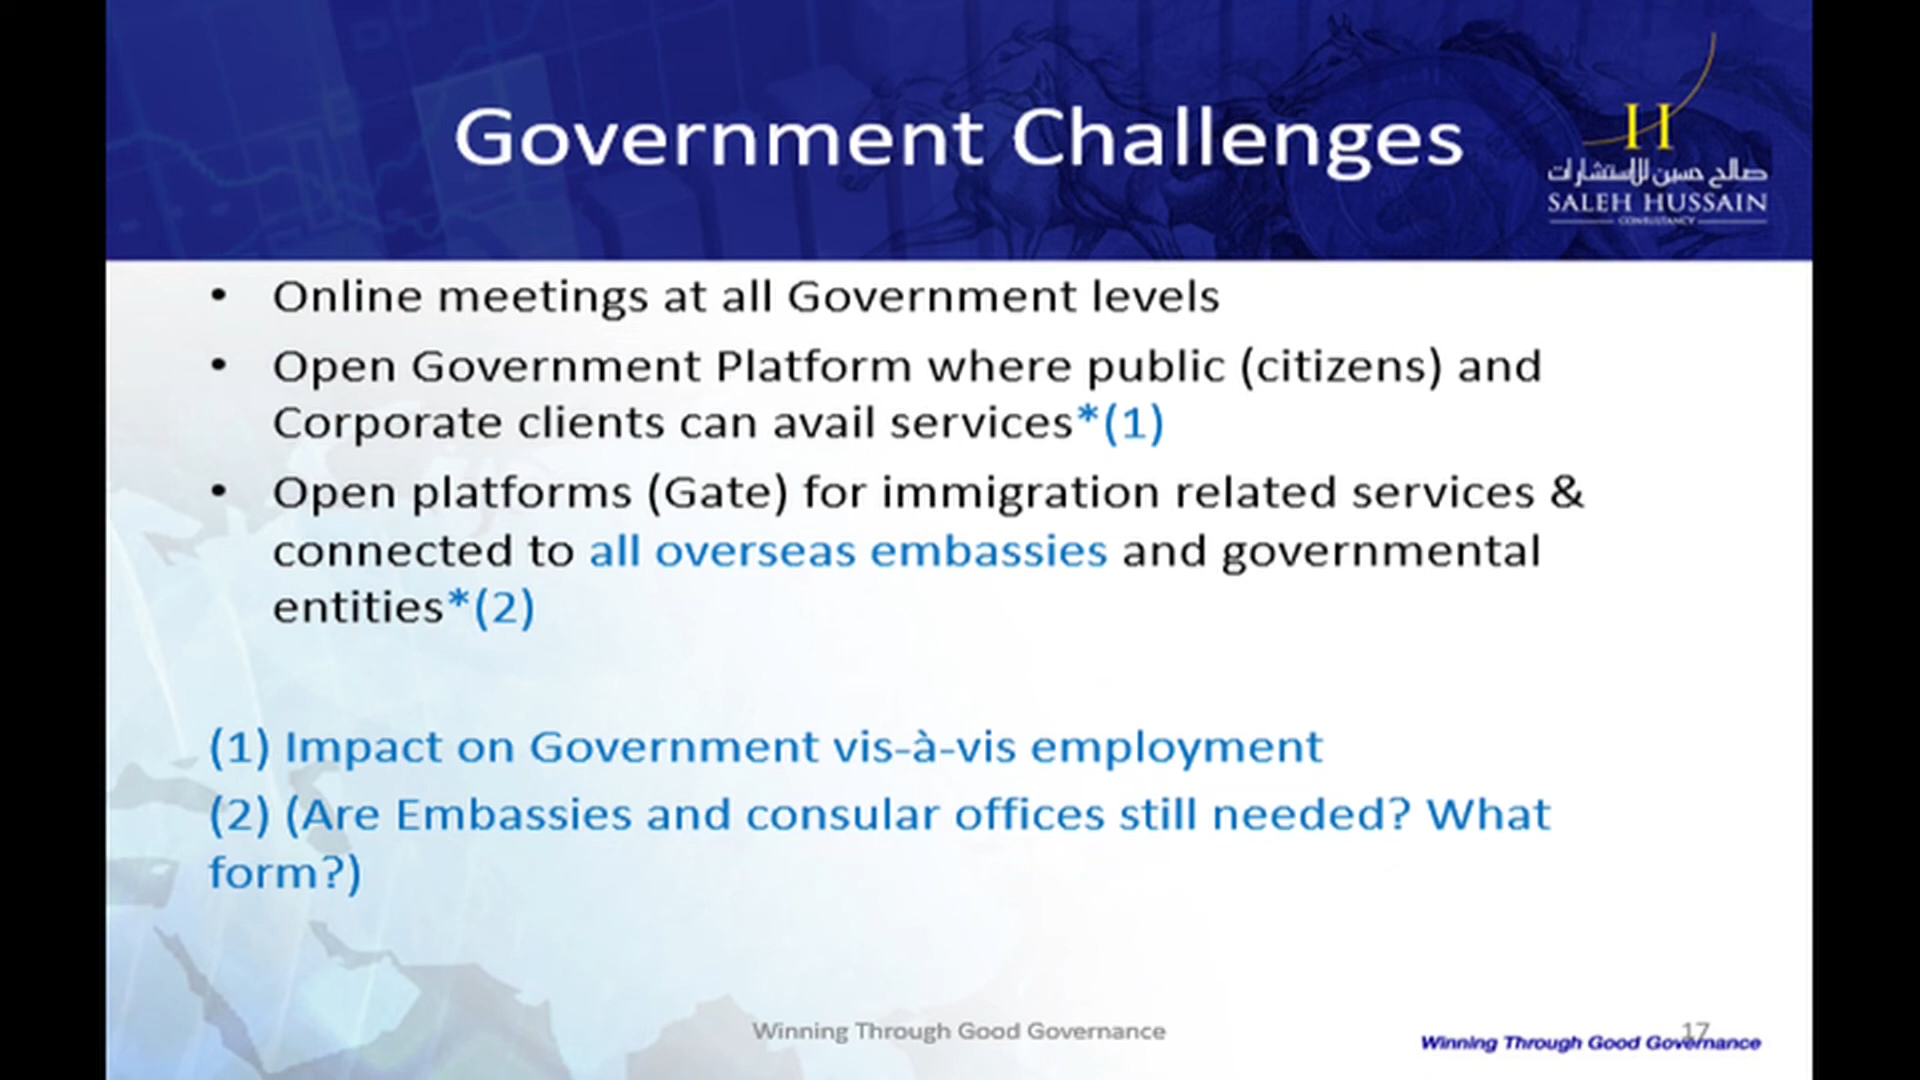 Government Challenges
H
صالح حسين للإستشارات
SALEH HUSSAIN
CONSULTANCY
• Online meetings at all Government levels
• Open Government Platform where public (citizens) and
Corporate clients can avail services*(1)
• Open platforms (Gate) for immigration related services &
connected to all overseas embassies and governmental
entities*(2)
(1) Impact on Government vis-à-vis employment
(2) (Are Embassies and consular offices still needed? What
form?)
Winning Through Good Governance
17
Winning Through Good Governance